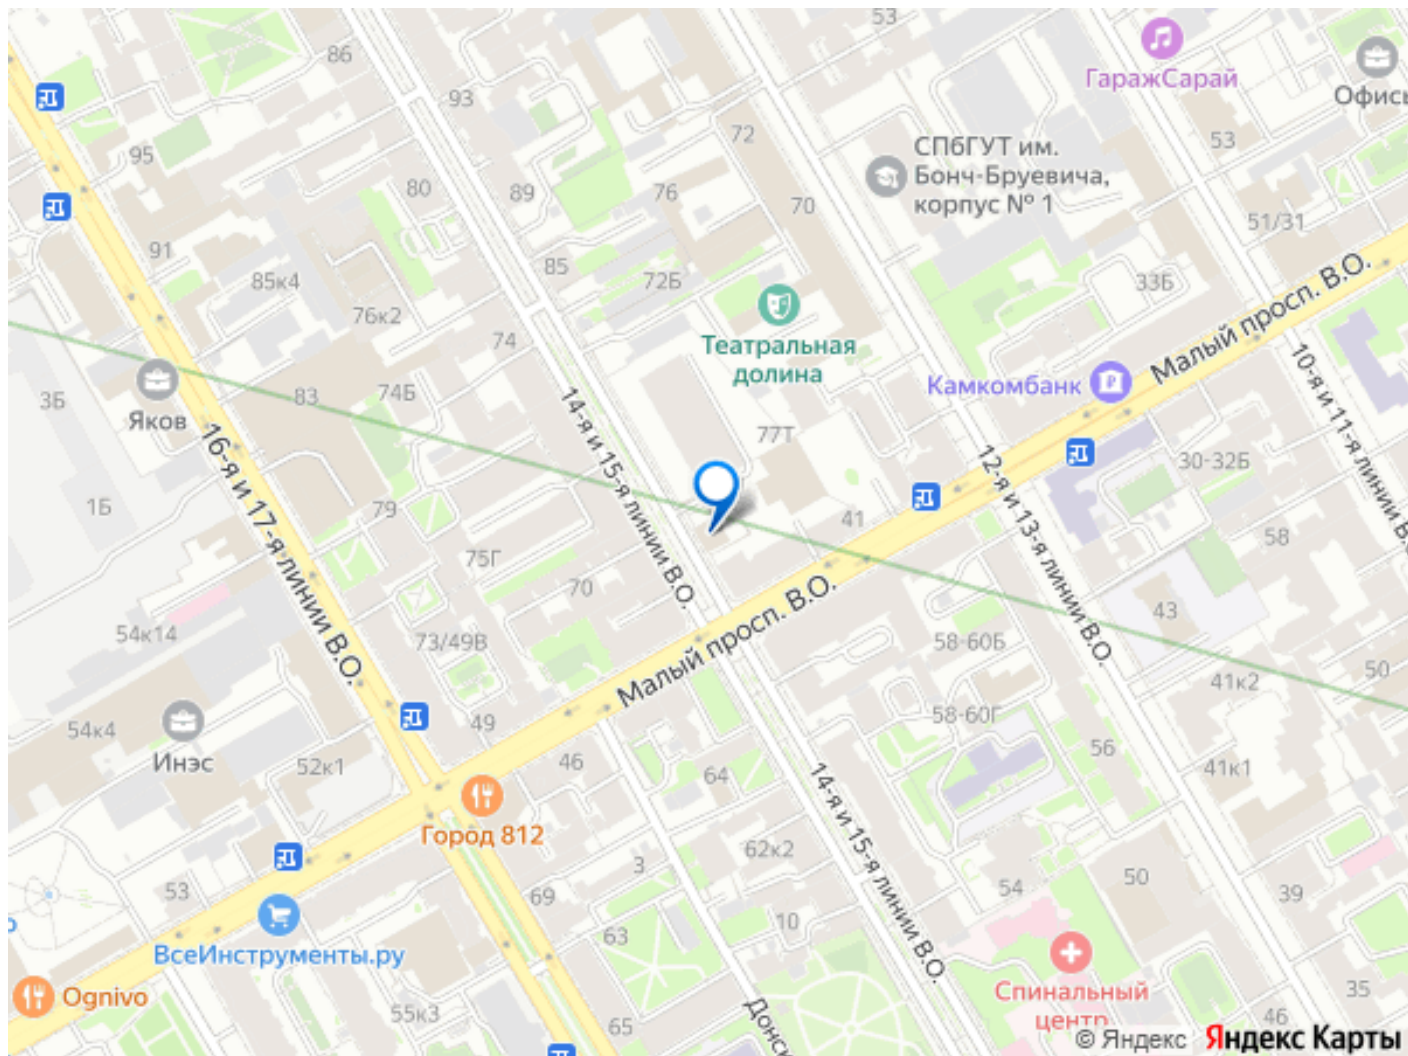 53
ГаражСарай
Офисы
86
93
72
53
95
СПбГУТ им.
Бонч-Бруевича,
корпус № 1
80
89
76
70
51/31
91
85к4
85
72Б
33Б
Малый просп. В.О.
76к2
74
Театральная
долина
Камкомбанк
10-я и 11-я линии В.О.
3Б
Яков
83
74Б
14-я и 15-я линии В.О.
77Т
12-я и 13-я линии В.О.
30-32Б
16-я и 17-я линии В.О.
1Б
79
41
58
75Г
70
Малый просп. В.О.
43
54к14
73/49В
58-60Б
50
41к2
54к4
Инэс
49
58-60Г
56
52к1
46
64
41к1
Город 812
14-я и 15-я линии В.О.
3
62к2
53
69
54
50
39
ВсеИнструменты.ру
63
10
Ognivo
55к3
65
Донск
Спинальный
центр
46
35
© Яндекс Яндекс Карты